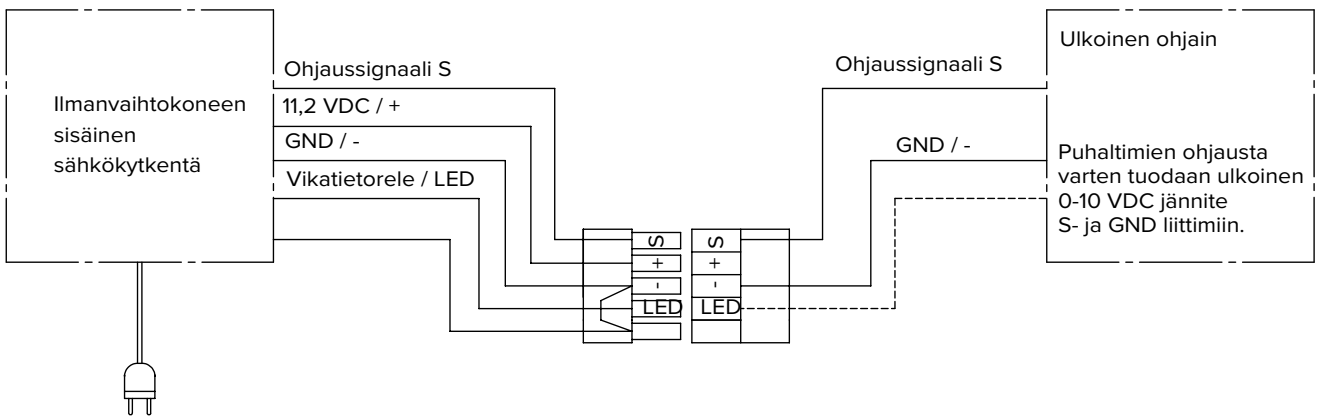 Ilmanvaihtokoneen
sisäinen
sähkökytkentä
Ohjaussignaali S
11,2 VDC / +
GND / -
Vikatietorele / LED
S
+
-
LED
S
+
-
LED
Ohjaussignaali S
GND / -
Ulkoinen ohjain
Puhaltimien ohjausta
varten tuodaan ulkoinen
0-10 VDC jännite
S- ja GND liittimiin.